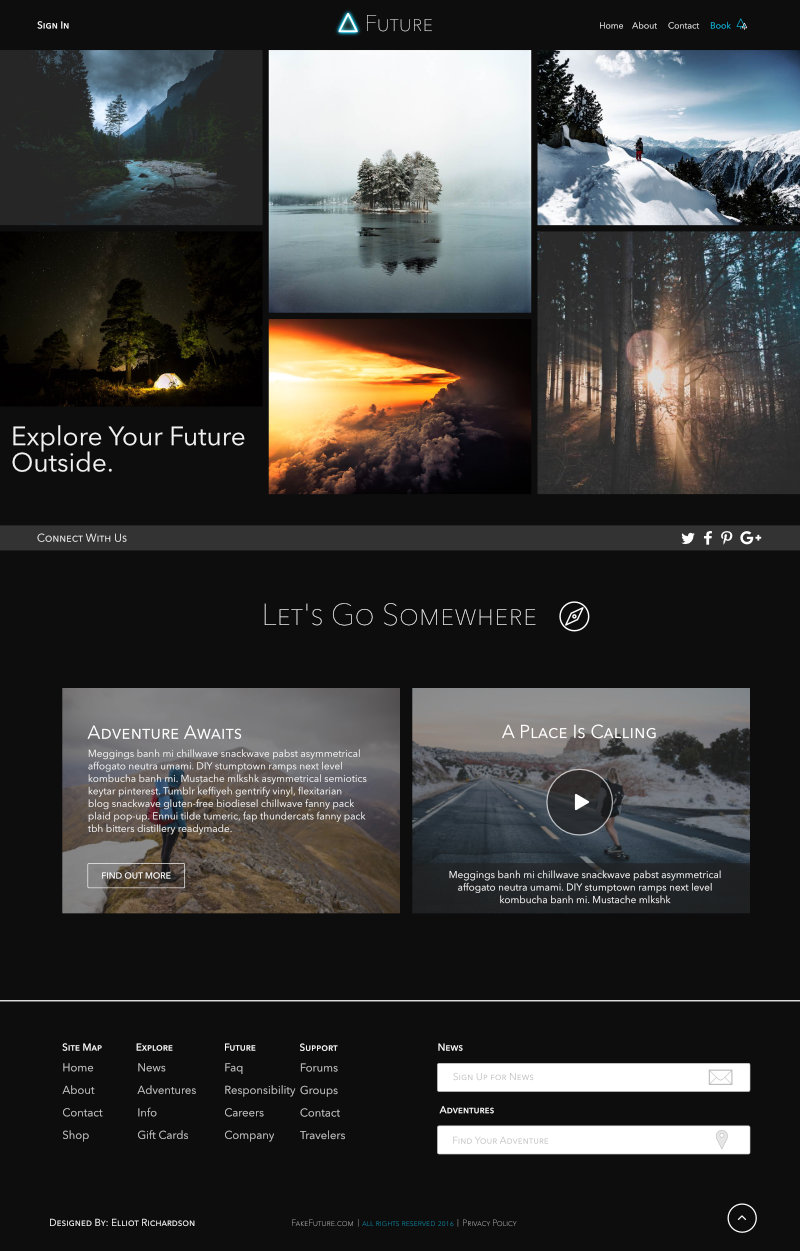 Sign In
Future
Home About Contact Book
Explore Your Future
Outside.
Connect With Us
Let's Go Somewhere
Adventure Awaits
Meggings banh mi chillwave snackwave pabst asymmetrical
affogato neutra umami. DIY stumptown ramps next level
kombucha banh mi. Mustache mlkshk asymmetrical semiotics
keytar pinterest. Tumblr keffiyeh gentrify vinyl, flexitarian
blog snackwave gluten-free biodiesel chillwave fanny pack
plaid pop-up. Ennui tilde tumeric, fap thundercats fanny pack
tbh bitters distillery readymade.
FIND OUT MORE
A Place Is Calling
Meggings banh mi chillwave snackwave pabst asymmetrical
affogato neutra umami. DIY stumptown ramps next level
kombucha banh mi. Mustache mlkshk
Site Map
Home
About
Contact
Shop
Explore
News
Adventures
Info
Gift Cards
Future
Faq
Responsibility
Careers
Company
Support
Forums
Groups
Contact
Travelers
News
Sign Up for News
Adventures
Find Your Adventure
Designed By: Elliot Richardson
FakeFuture.com | all rights reserved 2016 | Privacy Policy